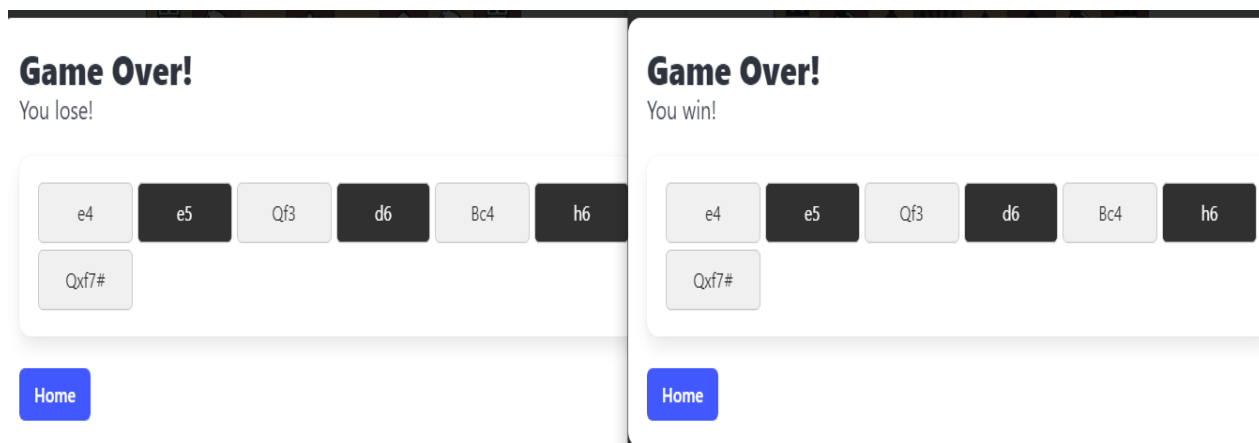 Game Over!
You lose!
e4 e5 Qf3 d6 Bc4 h6
Qxf7#
Home
Game Over!
You win!
e4 e5 Qf3 d6 Bc4 h6
Qxf7#
Home